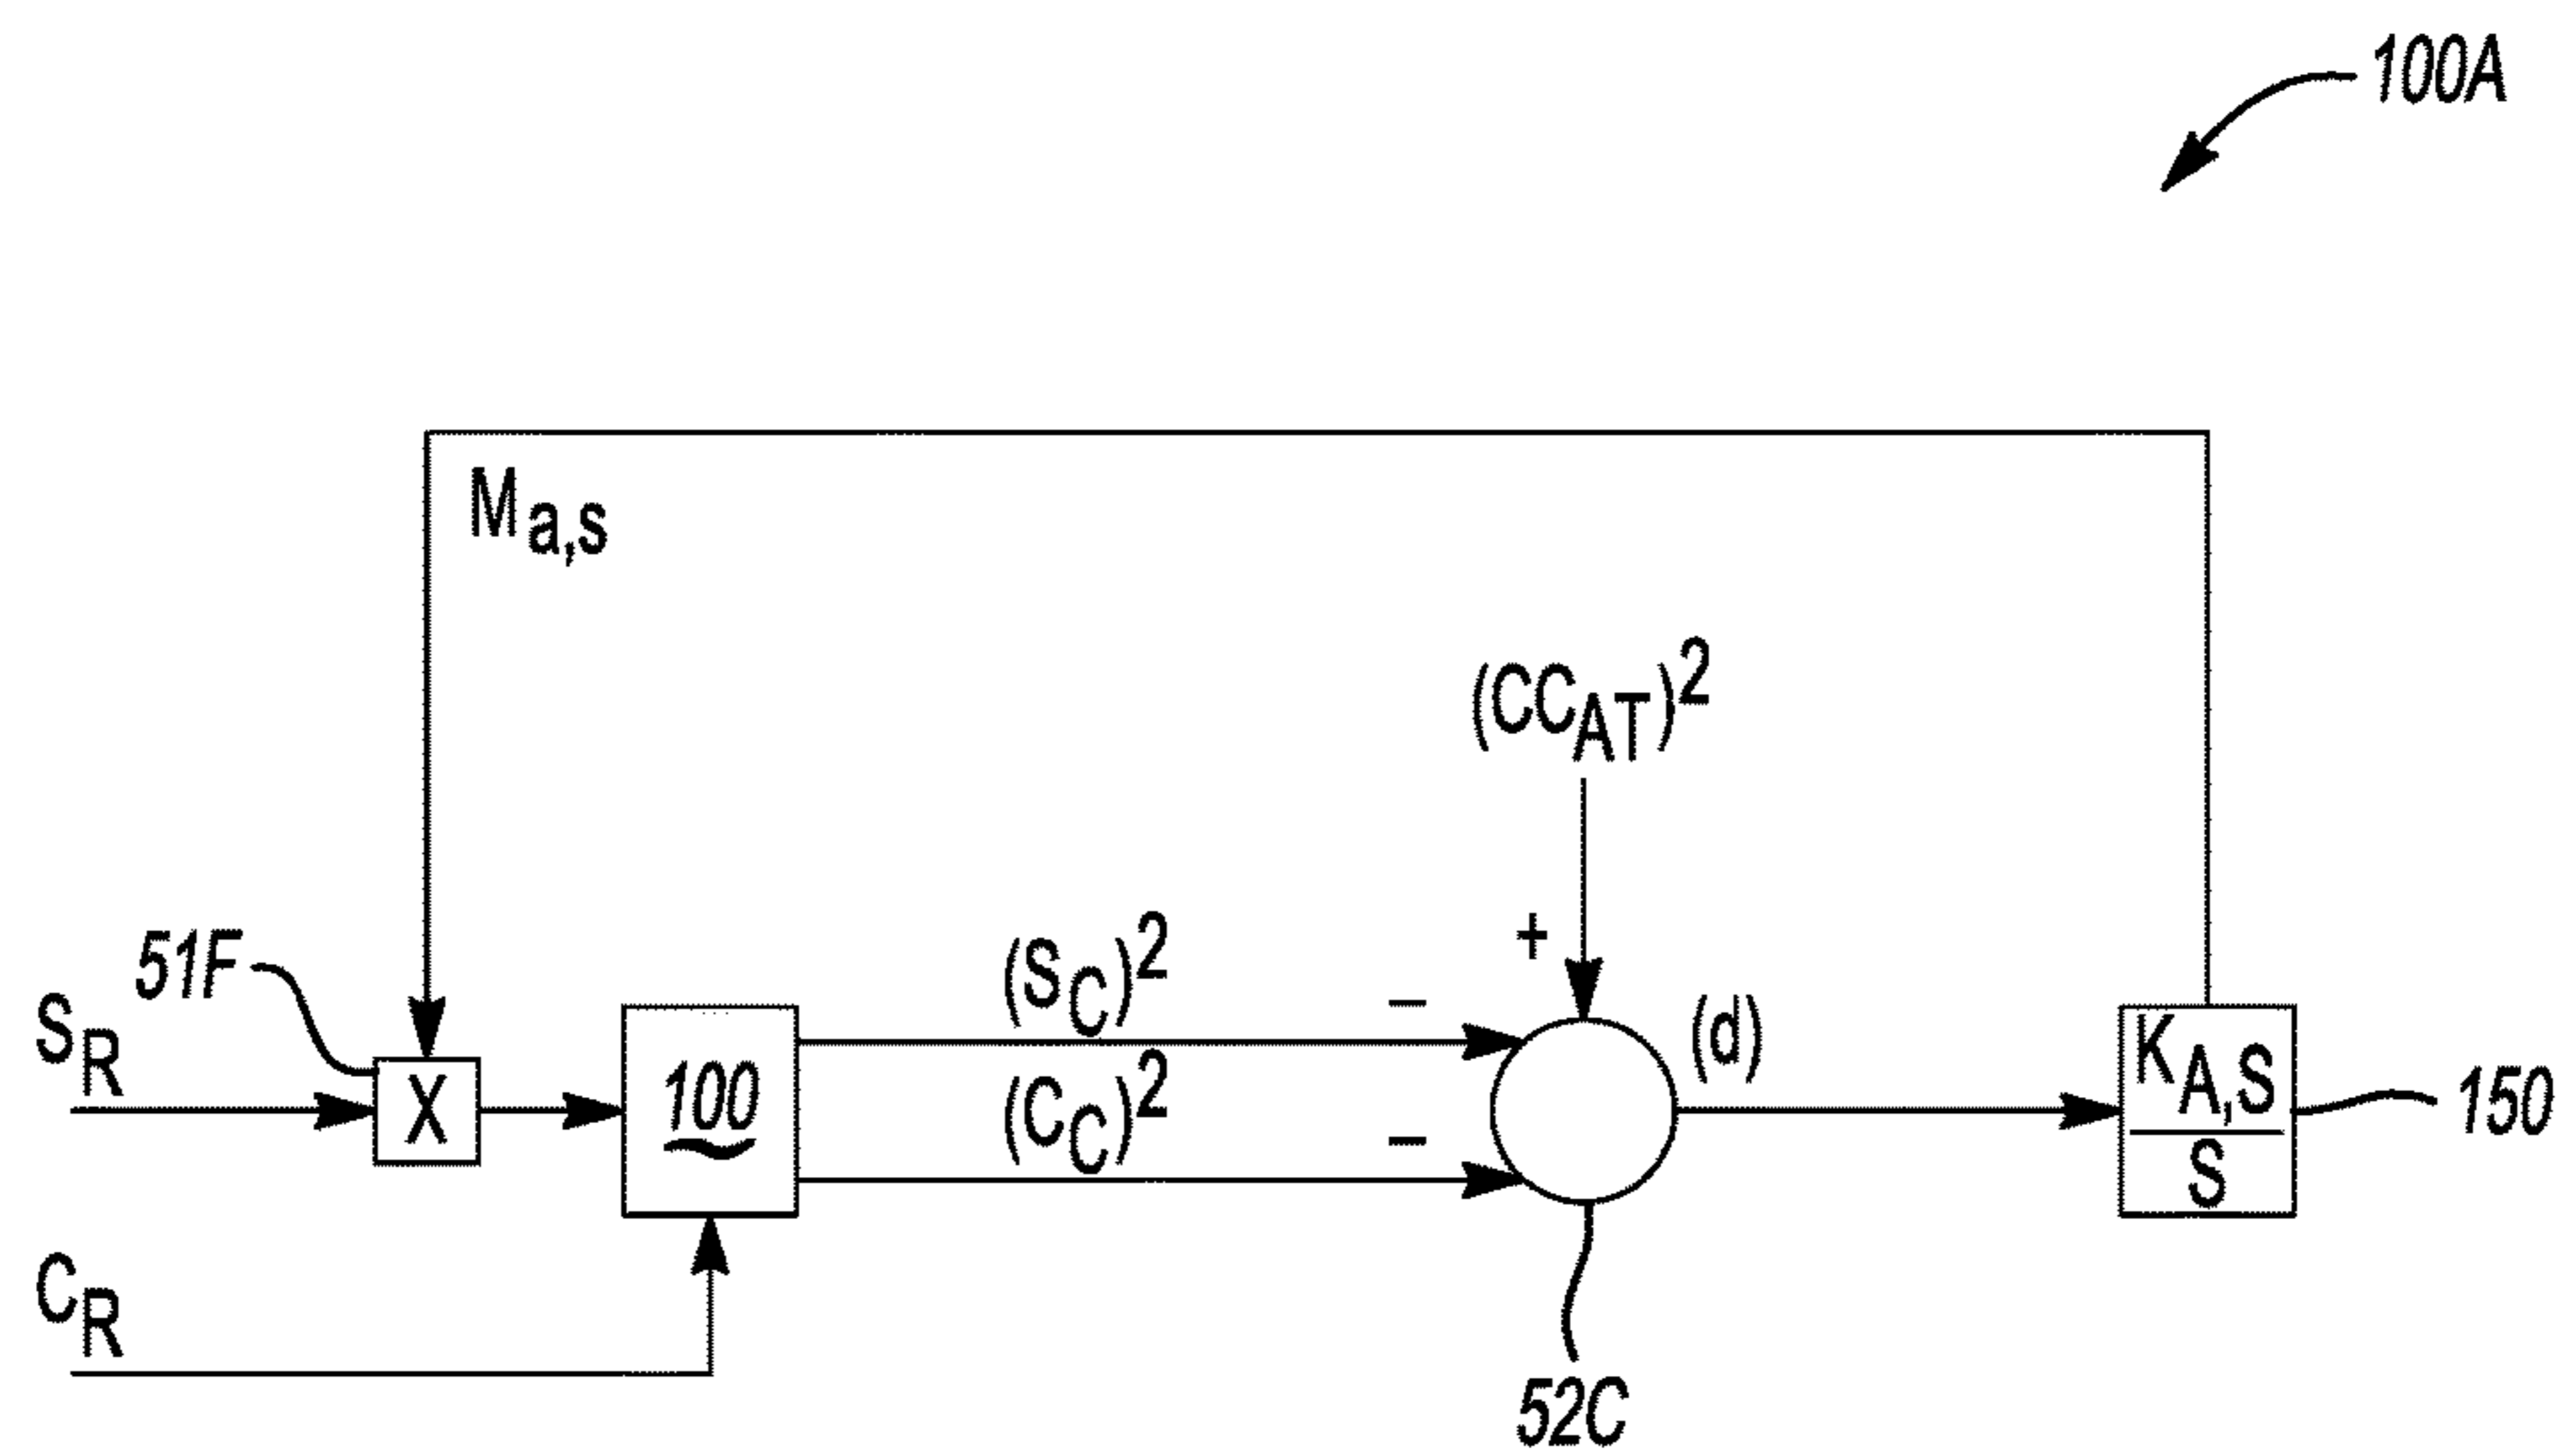 100A
Ma,s
(CCAT)2
+
51F
(SC)2
−
(d)
SR
X
100
(CC)2
−
KA,S
S
150
CR
52C